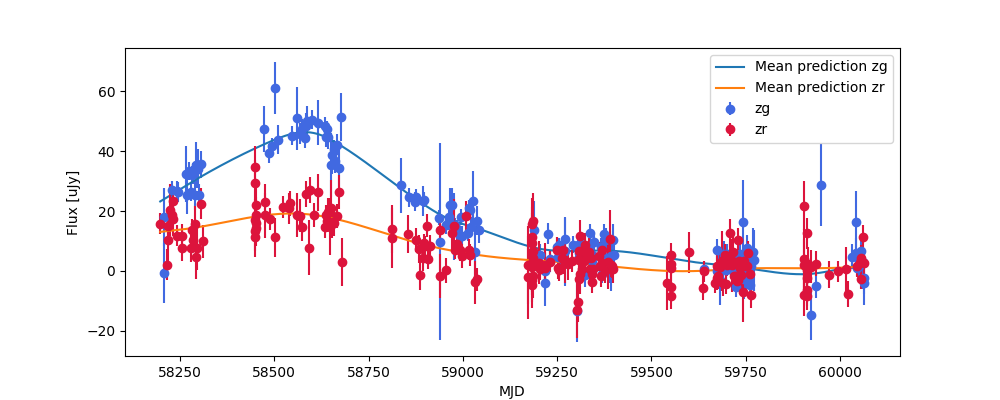 Mean prediction zg
Mean prediction zr
zg
zr
Flux [uJy]
60
40
20
0
−20
58250 58500 58750 59000 59250 59500 59750 60000
MJD